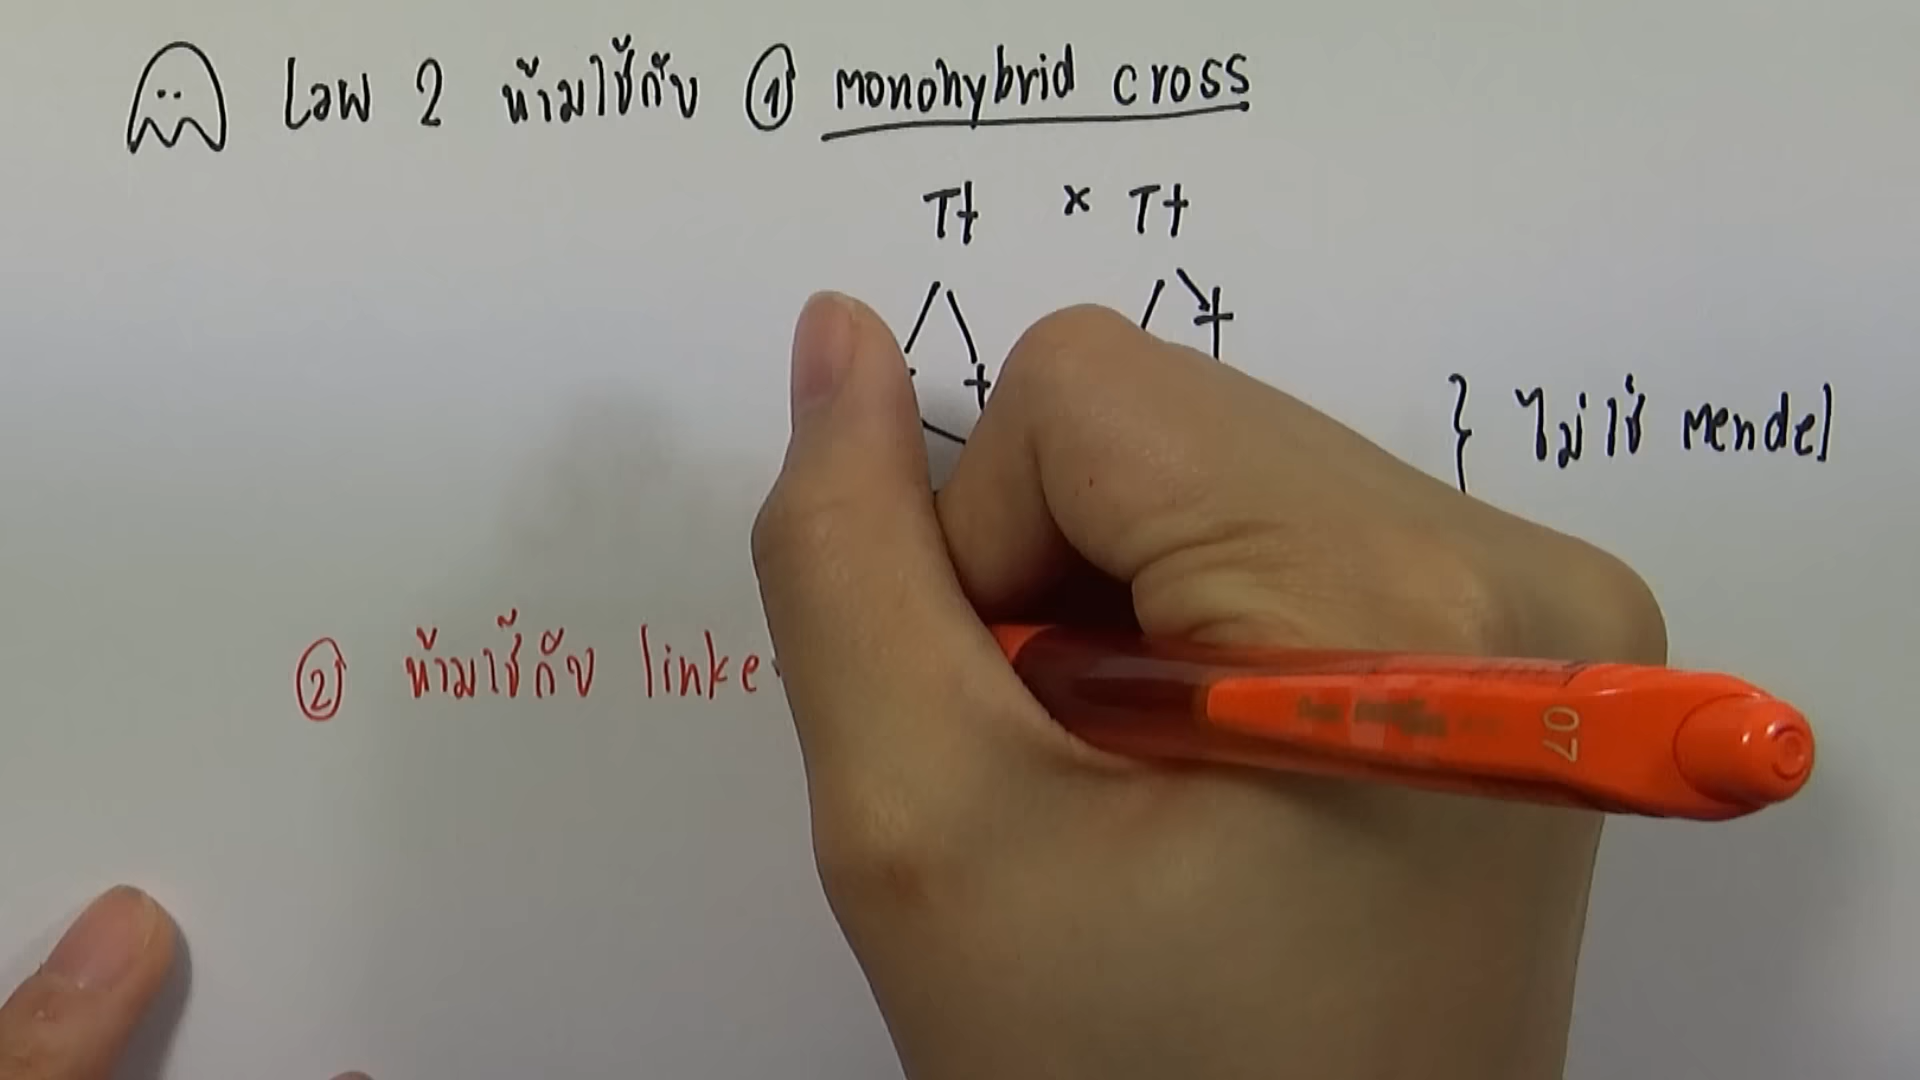 Law 2 ห้ามใช้กับ ① monohybrid cross
Tt × Tt
t
t
} ไม่ใช่ Mendel
② ห้ามใช้กับ linke
07